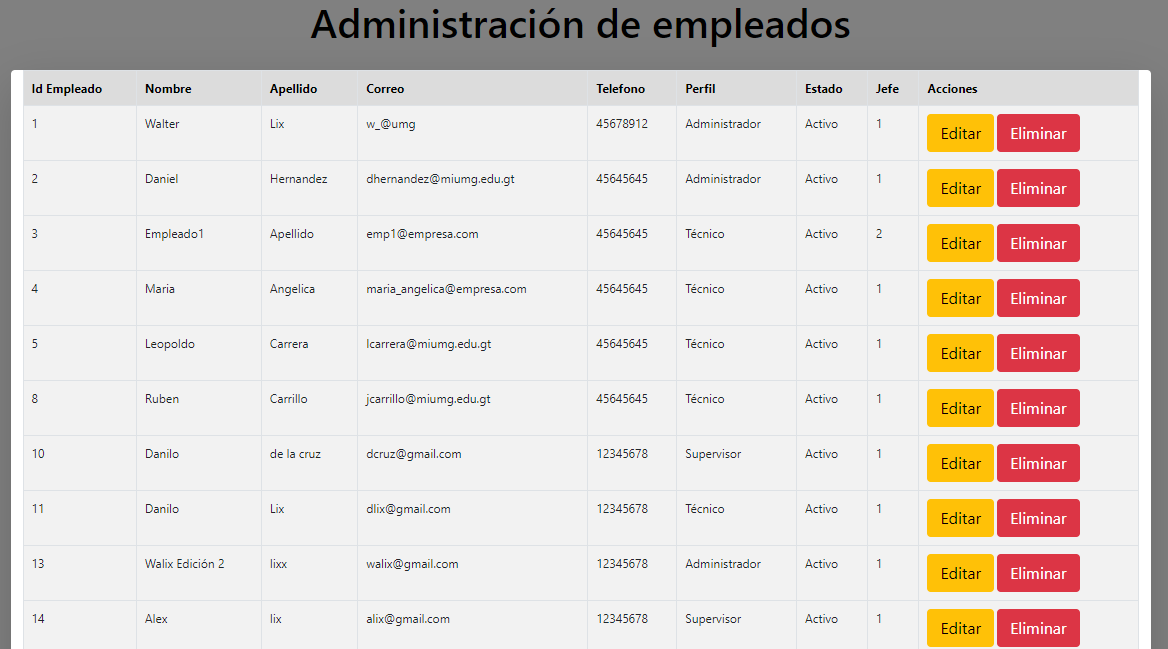 Administración de empleados
Id Empleado Nombre Apellido Correo Telefono Perfil Estado Jefe Acciones
1 Walter Lix w_@umg 45678912 Administrador Activo 1 Editar Eliminar
2 Daniel Hernandez dhernandez@miumg.edu.gt 45645645 Administrador Activo 1 Editar Eliminar
3 Empleado1 Apellido emp1@empresa.com 45645645 Técnico Activo 2 Editar Eliminar
4 Maria Angelica maria_angelica@empresa.com 45645645 Técnico Activo 1 Editar Eliminar
5 Leopoldo Carrera lcarrera@miumg.edu.gt 45645645 Técnico Activo 1 Editar Eliminar
8 Ruben Carrillo jcarrillo@miumg.edu.gt 45645645 Técnico Activo 1 Editar Eliminar
10 Danilo de la cruz dcruz@gmail.com 12345678 Supervisor Activo 1 Editar Eliminar
11 Danilo Lix dlix@gmail.com 12345678 Técnico Activo 1 Editar Eliminar
13 Walix Edición 2 lixx walix@gmail.com 12345678 Administrador Activo 1 Editar Eliminar
14 Alex lix alix@gmail.com 12345678 Supervisor Activo 1 Editar Eliminar